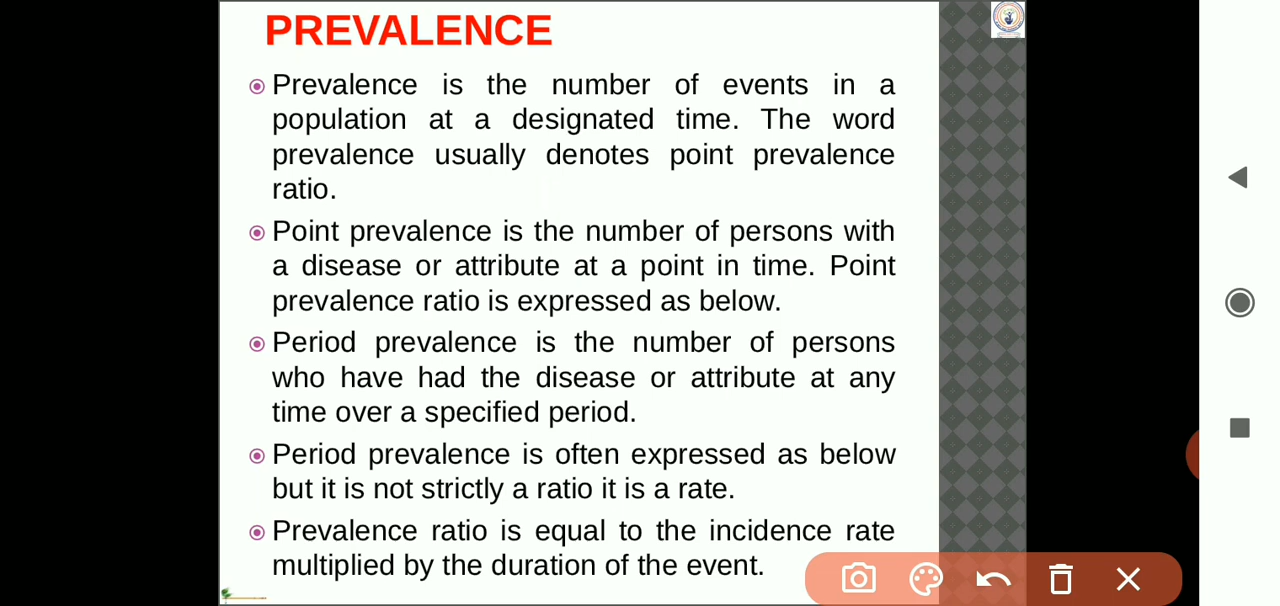 PREVALENCE
Prevalence is the number of events in a
population at a designated time. The word
prevalence usually denotes point prevalence
ratio.
Point prevalence is the number of persons with
a disease or attribute at a point in time. Point
prevalence ratio is expressed as below.
Period prevalence is the number of persons
who have had the disease or attribute at any
time over a specified period.
Period prevalence is often expressed as below
but it is not strictly a ratio it is a rate.
Prevalence ratio is equal to the incidence rate
multiplied by the duration of the event.